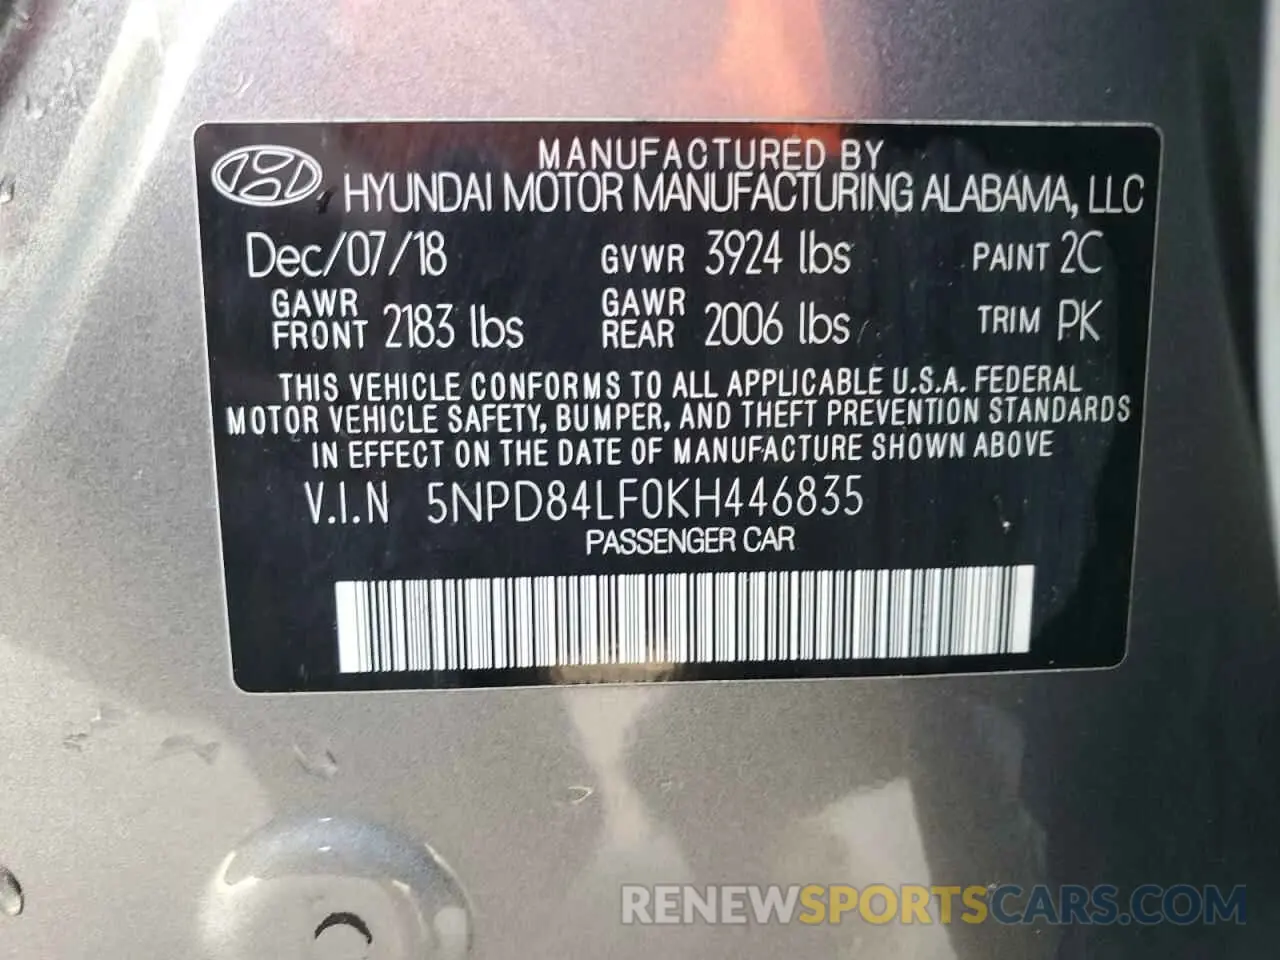 MANUFACTURED BY
HYUNDAI MOTOR MANUFACTURING ALABAMA, LLC
Dec/07/18 GVWR 3924 lbs PAINT 2C
GAWR FRONT 2183 lbs GAWR REAR 2006 lbs TRIM PK
THIS VEHICLE CONFORMS TO ALL APPLICABLE U.S.A. FEDERAL
MOTOR VEHICLE SAFETY, BUMPER, AND THEFT PREVENTION STANDARDS
IN EFFECT ON THE DATE OF MANUFACTURE SHOWN ABOVE
V.I.N 5NPD84LF0KH446835
PASSENGER CAR
RENEWSPORTSCARS.COM